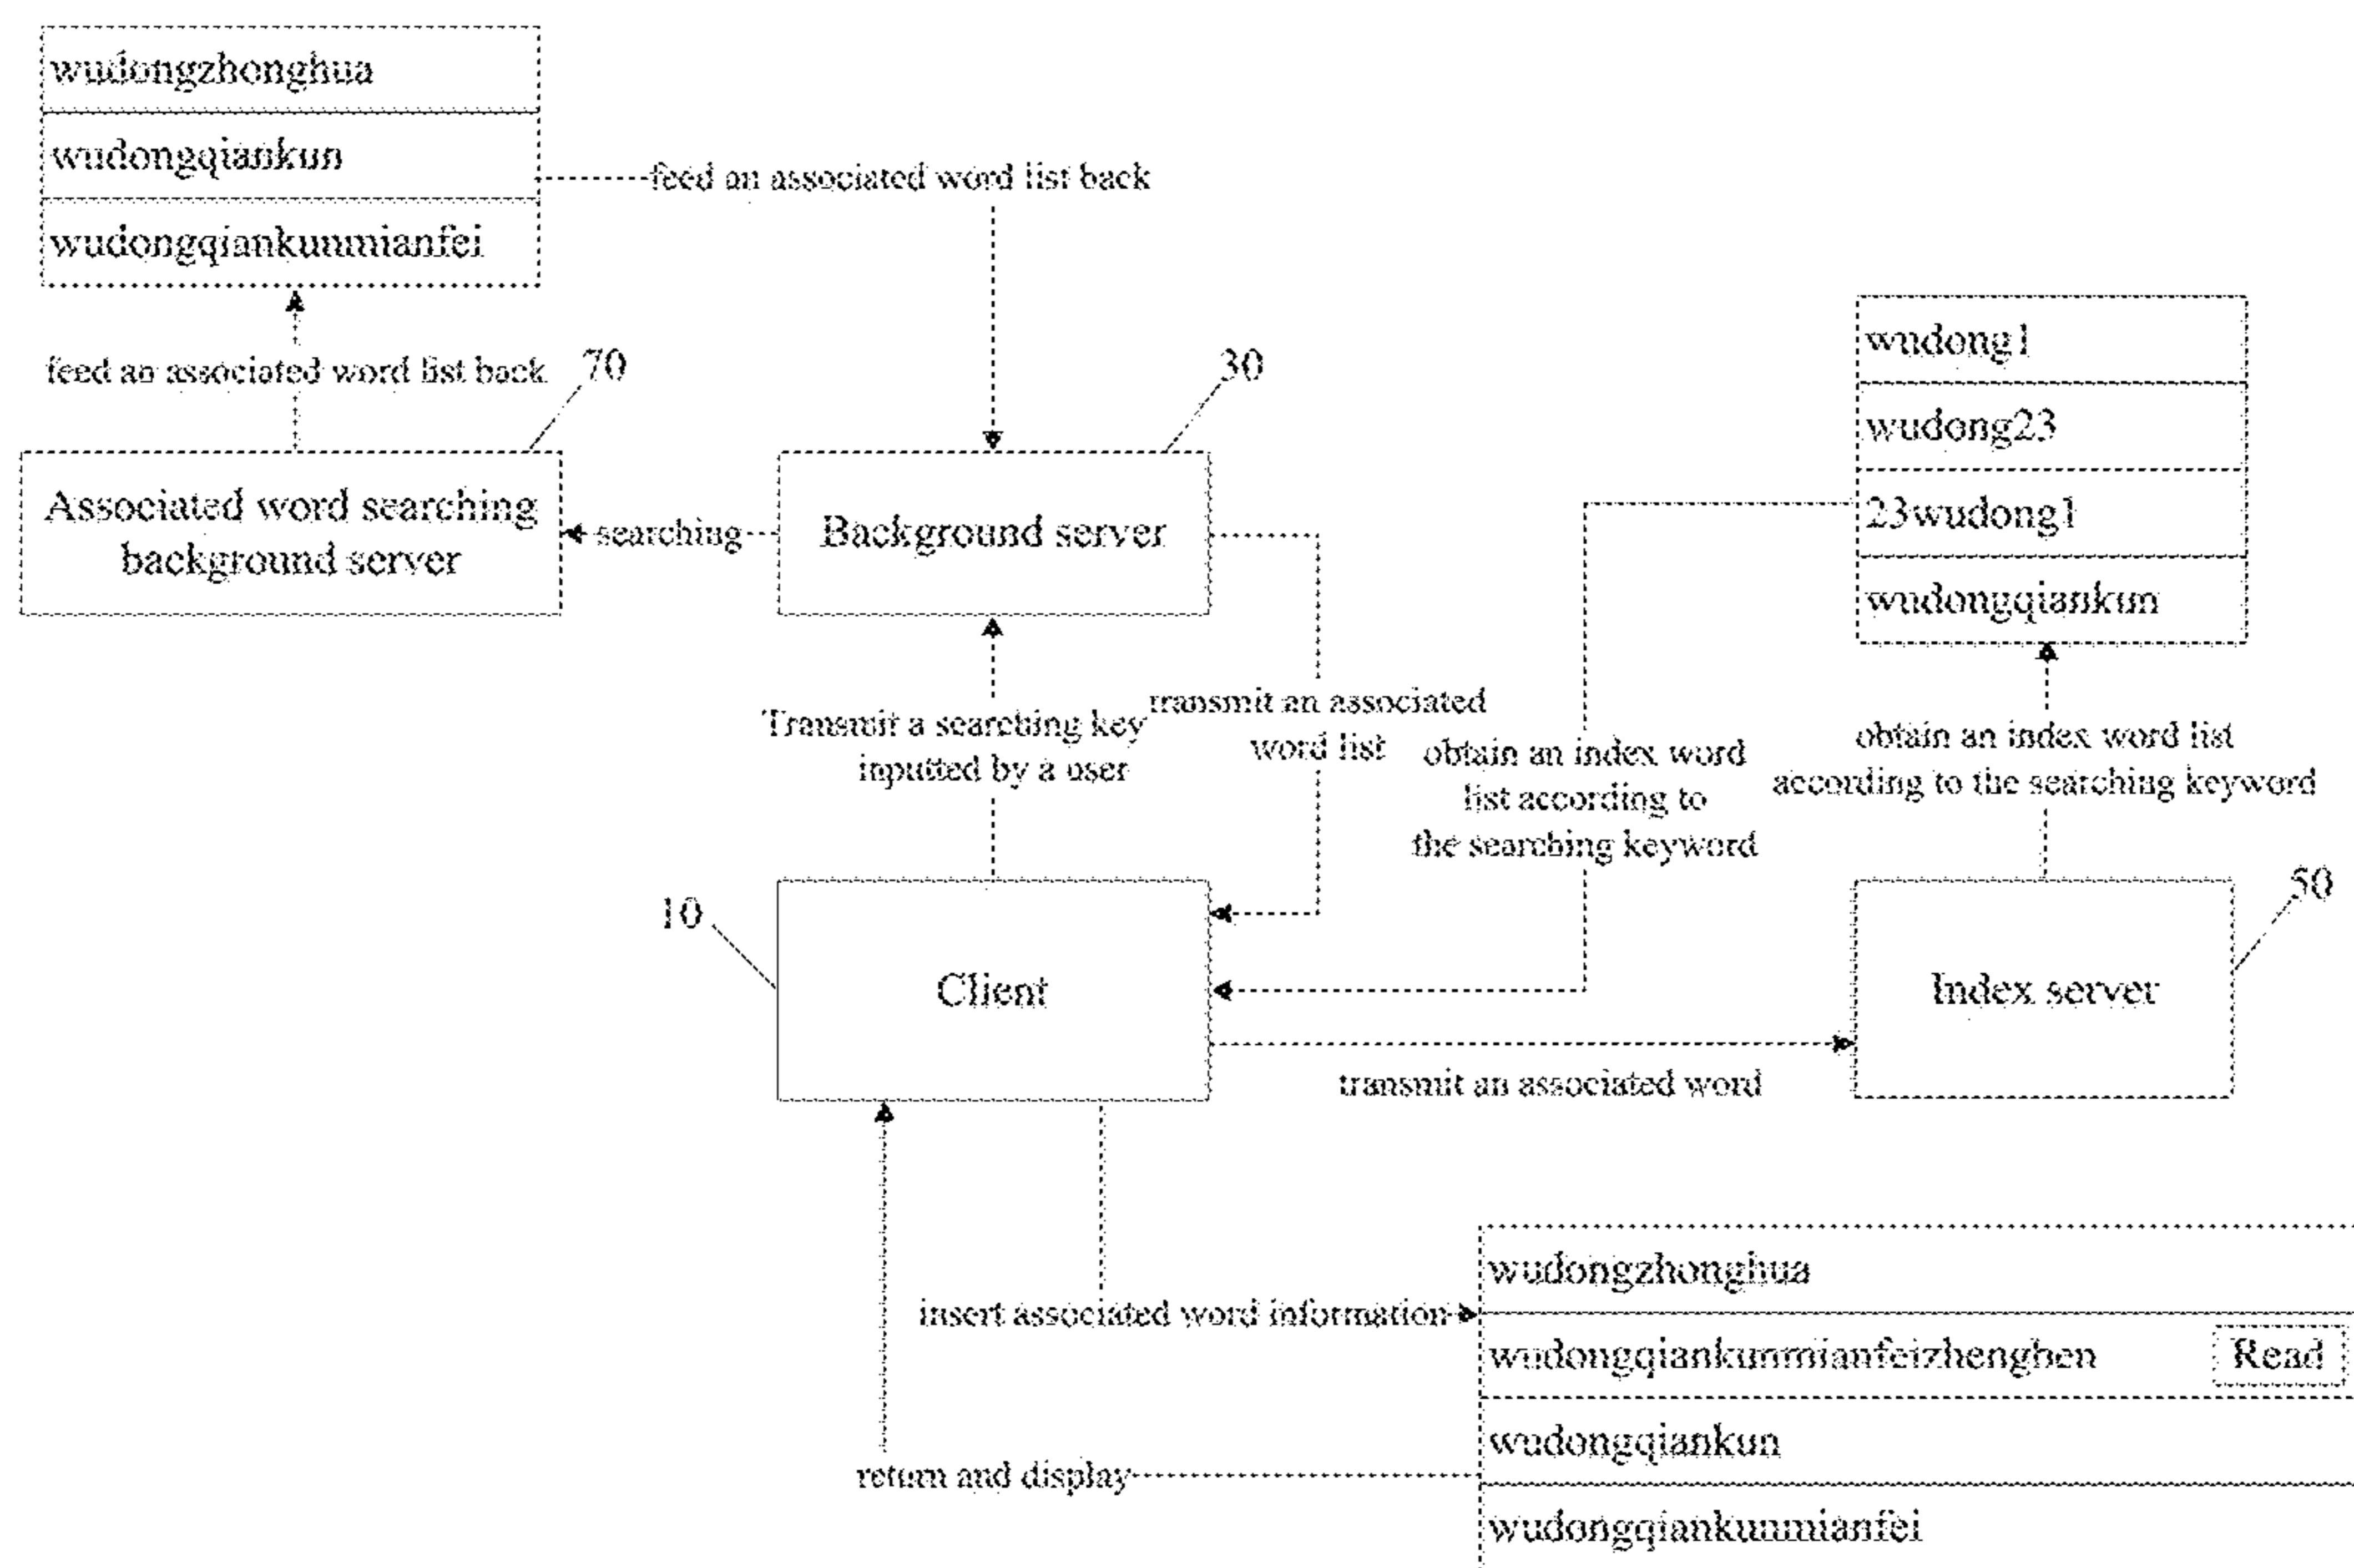 wudongzhonghua
wudongqiankun
wudongqiankunmianfei
feed an associated word list back
feed an associated word list back
70
30
Associated word searching
background server
searching
Background server
wudong1
wudong23
23wudong1
wudongqiankun
Transmit a searching key
inputted by a user
transmit an associated
word list
obtain an index word
list according to
the searching keyword
obtain an index word list
according to the searching keyword
10
Client
50
Index server
transmit an associated word
insert associated word information
wudongzhonghua
wudongqiankunmianfeizhengben
Read
wudongqiankun
wudongqiankunmianfei
return and display